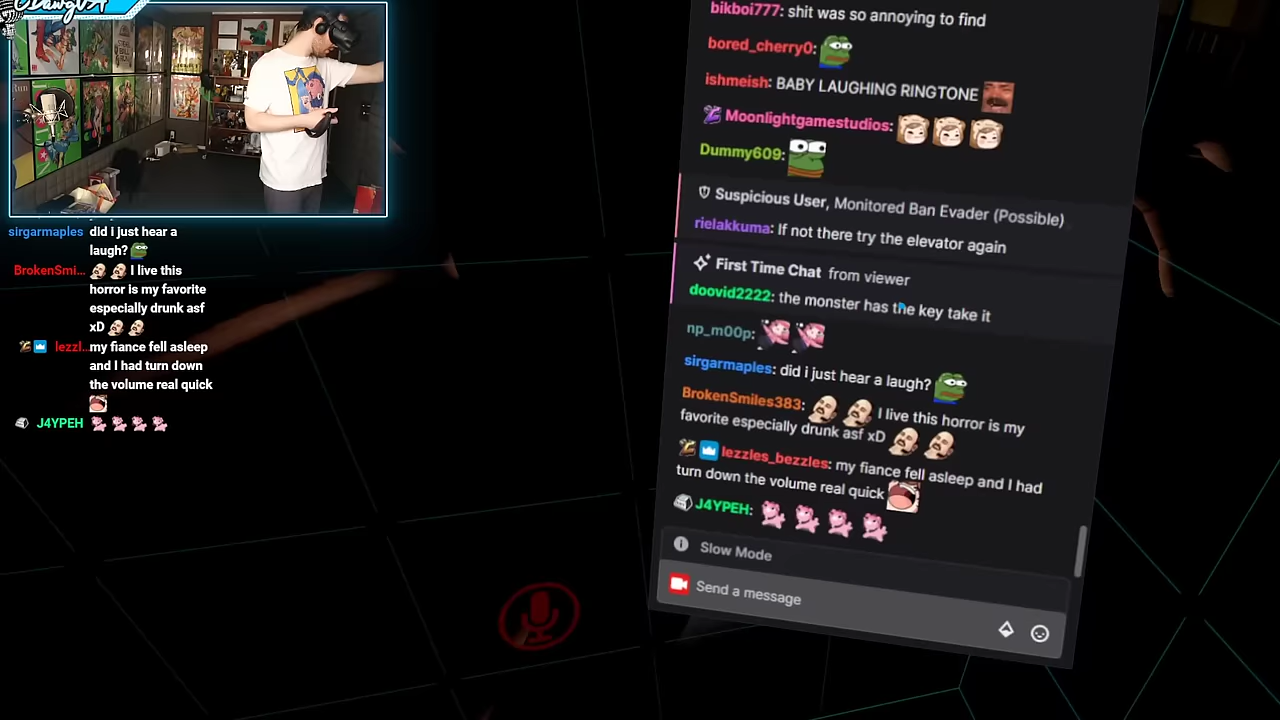 CDawgVA
sirgarmaples did i just hear a
laugh?
BrokenSmi... I live this
horror is my favorite
especially drunk asf
xD
lezzl... my fiance fell asleep
and I had turn down
the volume real quick
J4YPEH
bikboi777: shit was so annoying to find
bored_cherry0:
ishmeish: BABY LAUGHING RINGTONE
Moonlightgamestudios:
Dummy609:
Suspicious User, Monitored Ban Evader (Possible)
rielakkuma: If not there try the elevator again
First Time Chat from viewer
doovid2222: the monster has the key take it
np_m00p:
sirgarmaples: did i just hear a laugh?
BrokenSmiles383: I live this horror is my
favorite especially drunk asf xD
lezzles_bezzles: my fiance fell asleep and I had
turn down the volume real quick
J4YPEH:
Slow Mode
Send a message